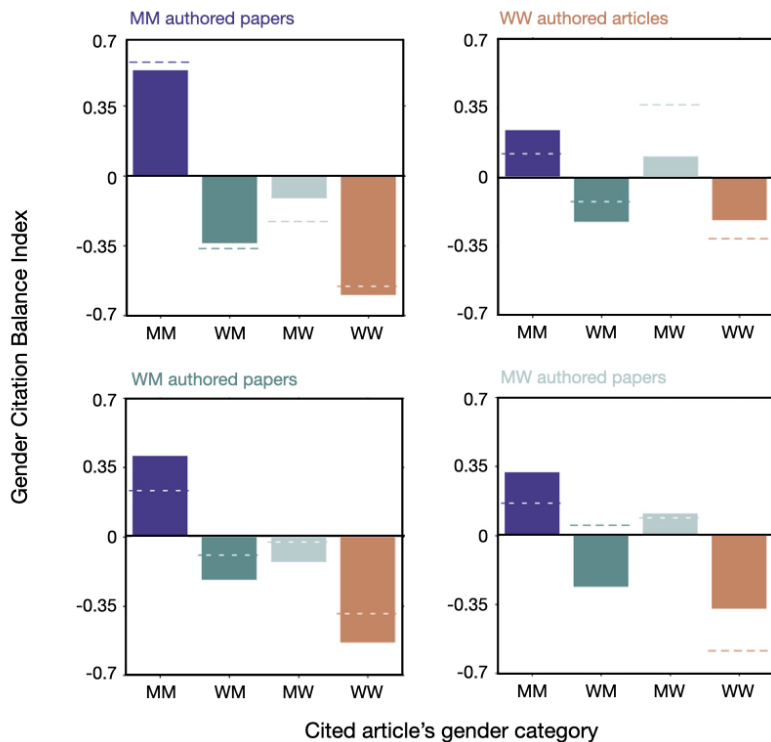 MM authored papers
WW authored articles
0.7
0.35
0
-0.35
-0.7
MM WM MW WW
0.7
0.35
0
-0.35
-0.7
MM WM MW WW
Gender Citation Balance Index
WM authored papers
MW authored papers
0.7
0.35
0
-0.35
-0.7
MM WM MW WW
0.7
0.35
0
-0.35
-0.7
MM WM MW WW
Cited article's gender category